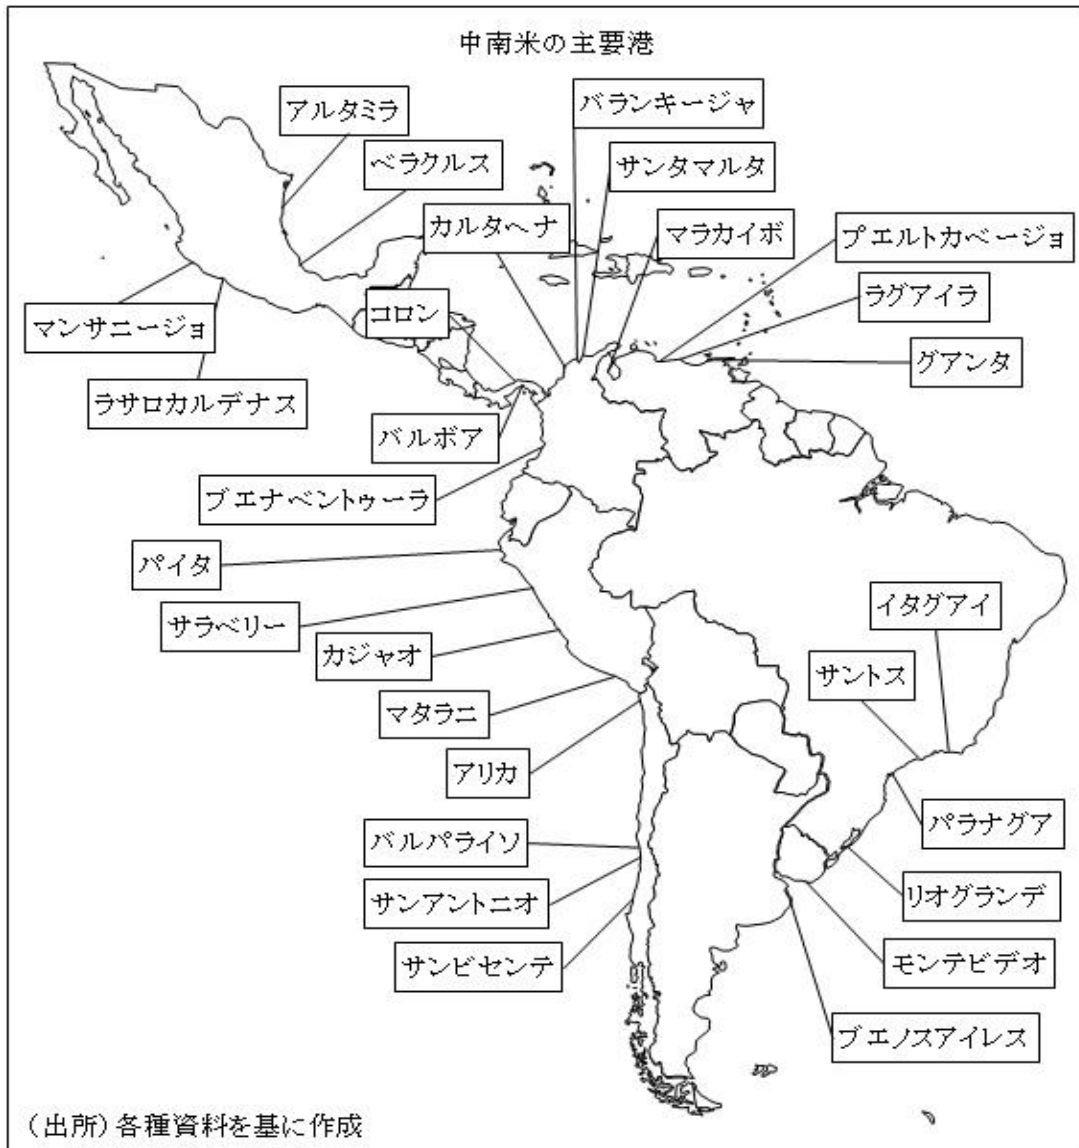 中南米の主要港
アルタミラ
バランキージャ
ベラクルス
サンタマルタ
カルタヘナ
マラカイボ
プエルトカベージョ
コロン
ラグアイラ
マンサニージョ
グアンタ
ラサロカルデナス
バルボア
ブエナベントゥーラ
パイタ
サラベリー
イタグアイ
カジャオ
サントス
マタラニ
アリカ
パラナグア
バルパライソ
サンアントニオ
リオグランデ
サンビセンテ
モンテビデオ
ブエノスアイレス
(出所)各種資料を基に作成